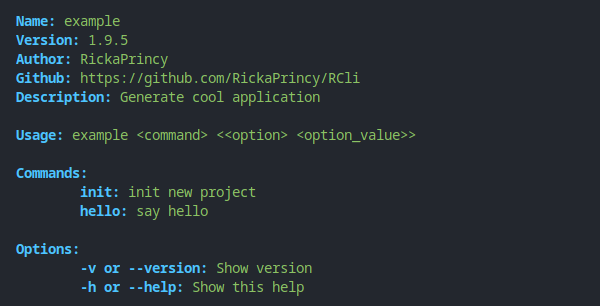 Name: example
Version: 1.9.5
Author: RickaPrincy
Github: https://github.com/RickaPrincy/RCli
Description: Generate cool application
Usage: example <command> <<option> <option_value>>
Commands:
init: init new project
hello: say hello
Options:
-v or --version: Show version
-h or --help: Show this help